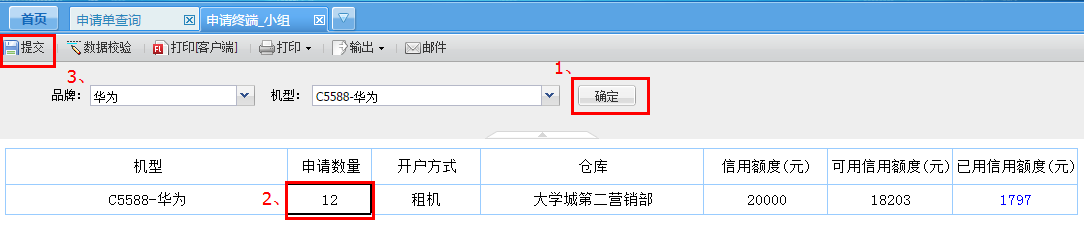 首页 申请单查询 申请终端_小组
提交 数据校验 打印[客户端] 打印 输出 邮件
3、 1、
品牌： 华为 机型： C5588-华为 确定
机型 申请数量 开户方式 仓库 信用额度(元) 可用信用额度(元) 已用信用额度(元)
C5588-华为 2、 12 租机 大学城第二营销部 20000 18203 1797